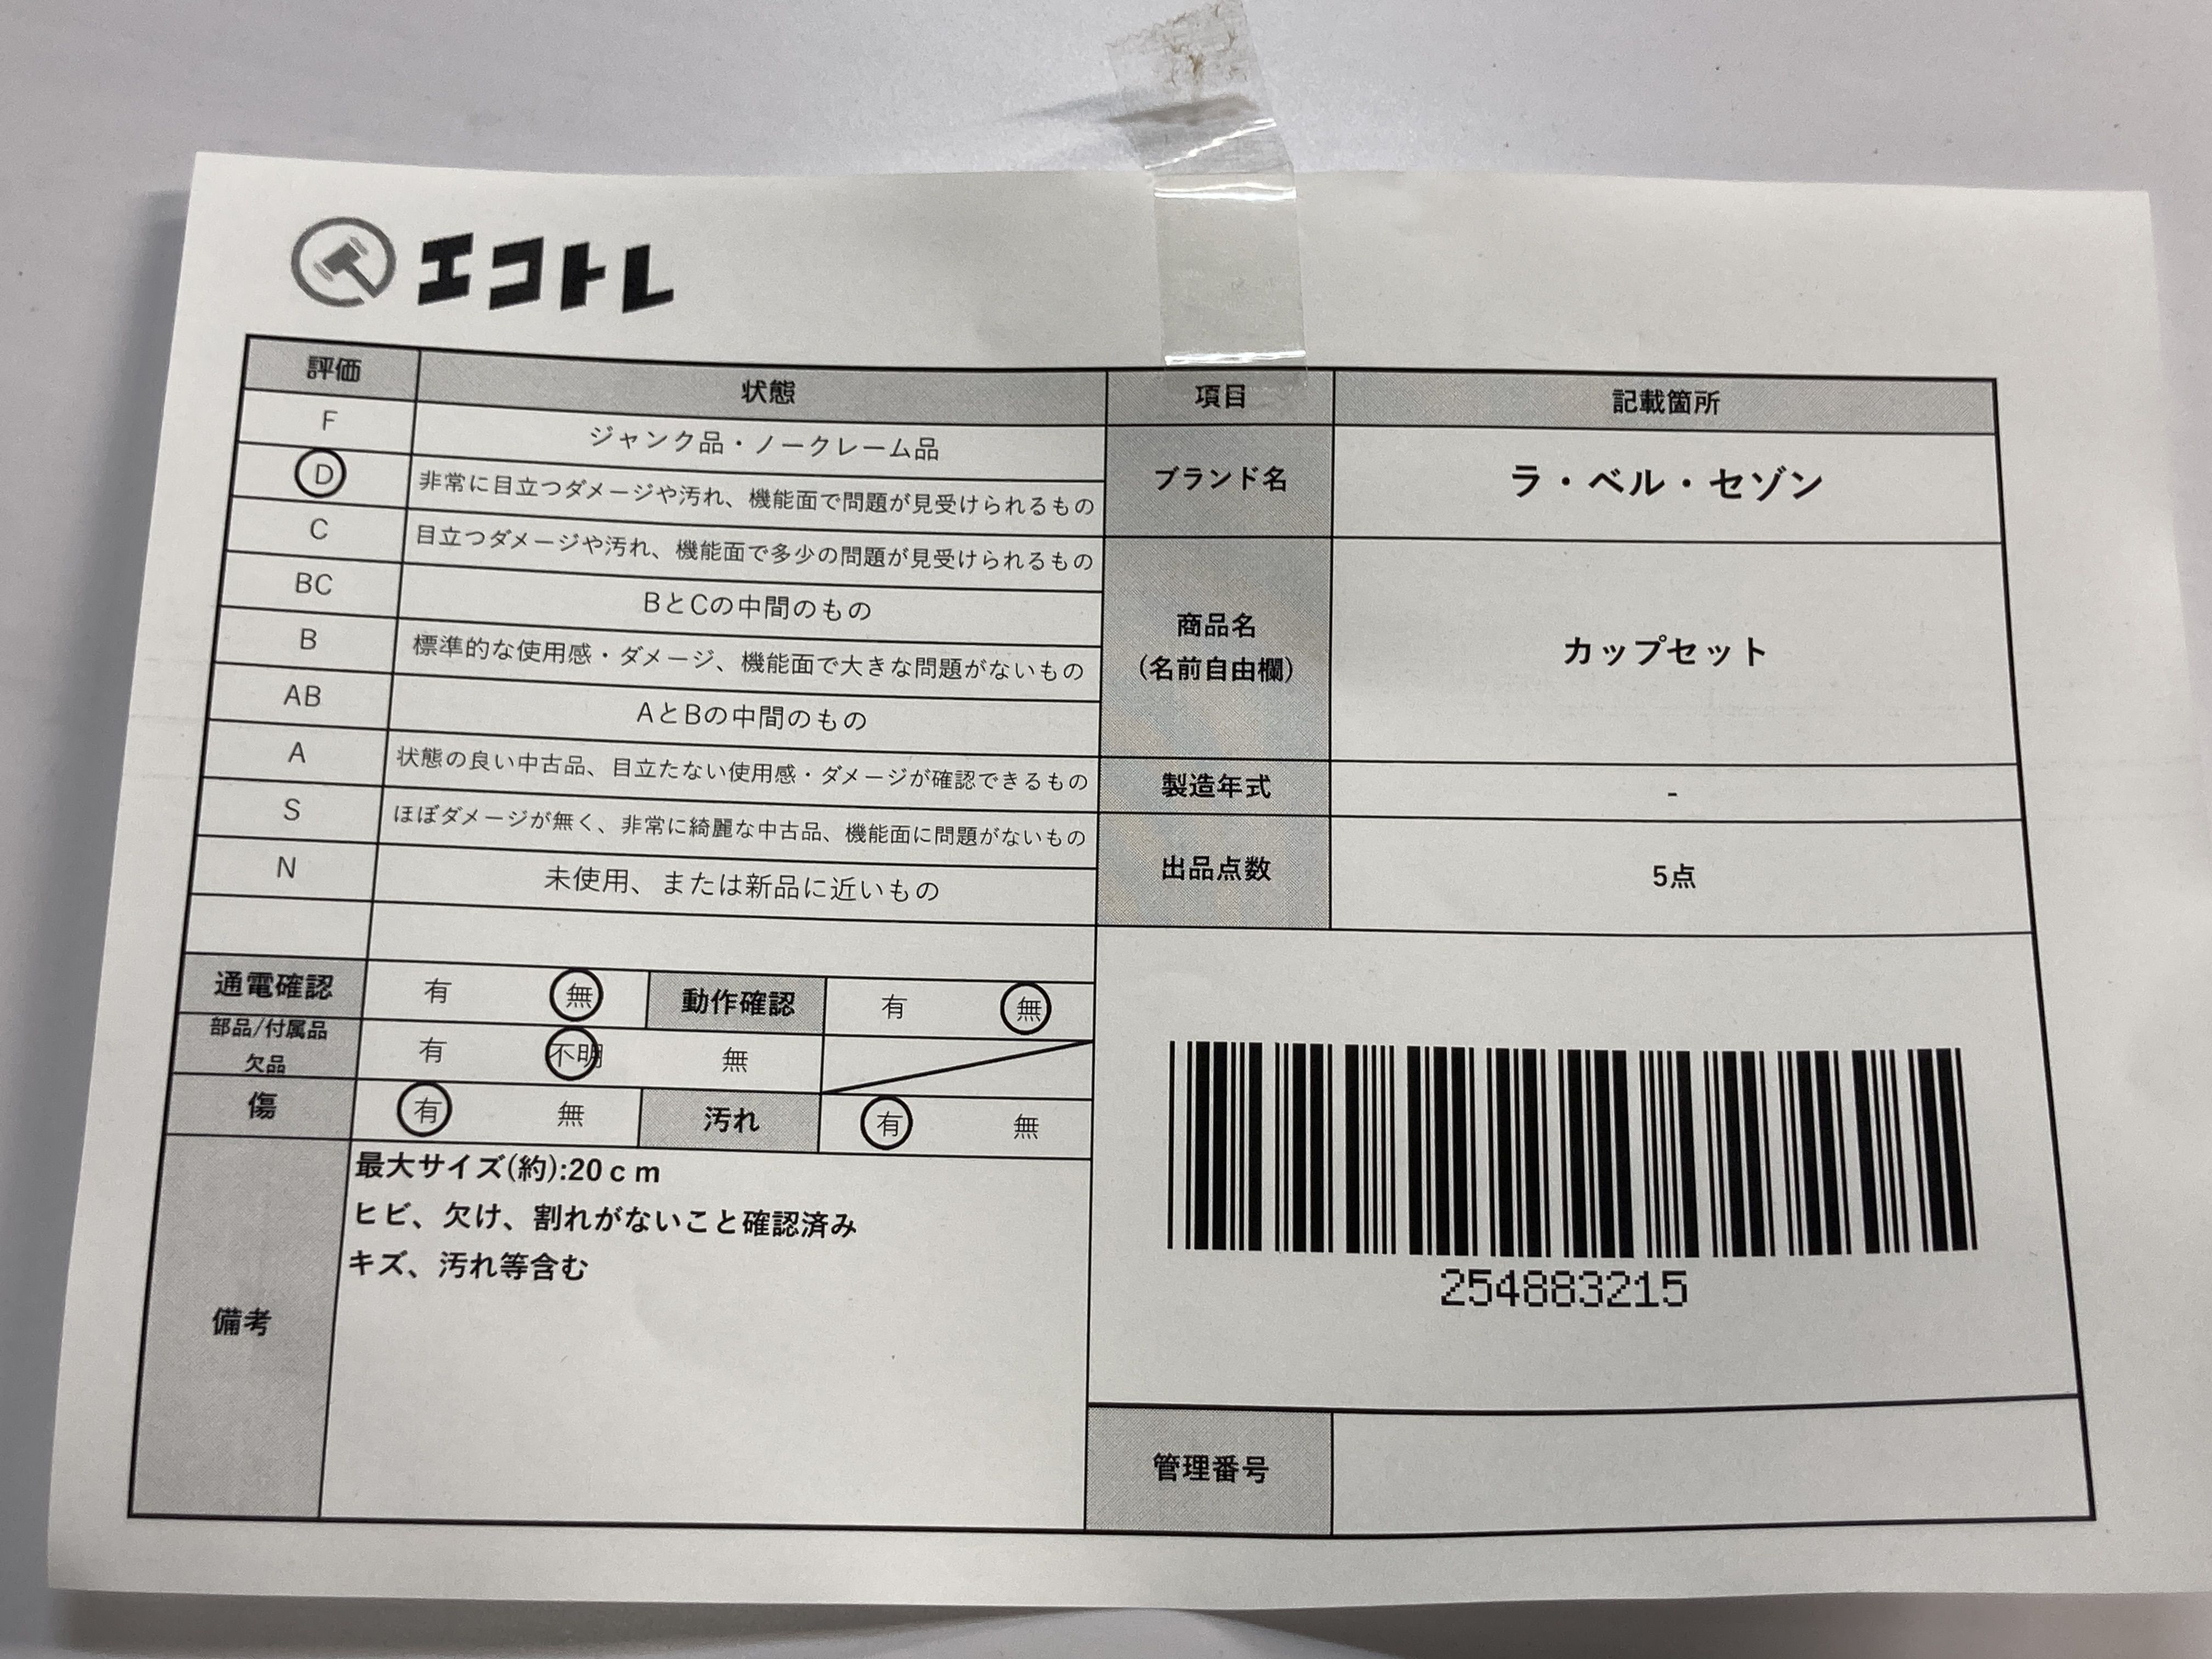 エコトレ
評価 状態 項目 記載箇所
F ジャンク品・ノークレーム品
D 非常に目立つダメージや汚れ、機能面で問題が見受けられるもの
C 目立つダメージや汚れ、機能面で多少の問題が見受けられるもの
BC BとCの中間のもの
B 標準的な使用感・ダメージ、機能面で大きな問題がないもの
AB AとBの中間のもの
A 状態の良い中古品、目立たない使用感・ダメージが確認できるもの
S ほぼダメージが無く、非常に綺麗な中古品、機能面に問題がないもの
N 未使用、または新品に近いもの
ブランド名 ラ・ベル・セゾン
商品名
(名前自由欄) カップセット
製造年式 -
出品点数 5点
通電確認 有 無 動作確認 有 無
部品/付属品
欠品 有 不明 無
傷 有 無 汚れ 有 無
備考
最大サイズ(約):20cm
ヒビ、欠け、割れがないこと確認済み
キズ、汚れ等含む
254883215
管理番号